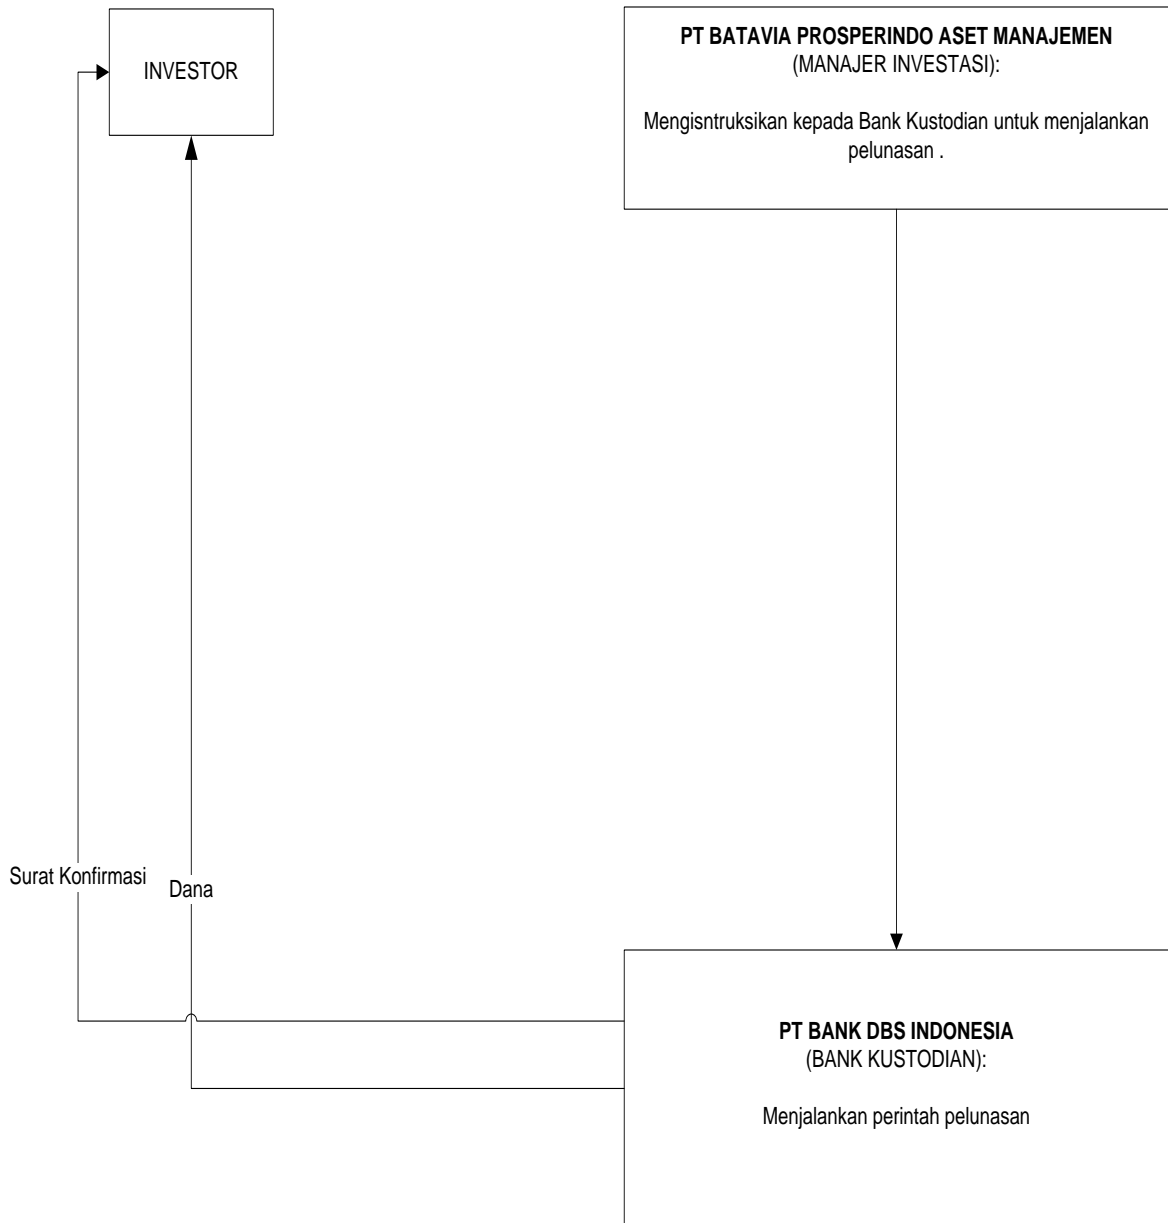 INVESTOR
PT BATAVIA PROSPERINDO ASET MANAJEMEN
(MANAJER INVESTASI):
Mengisntruksikan kepada Bank Kustodian untuk menjalankan
pelunasan .
Surat Konfirmasi
Dana
PT BANK DBS INDONESIA
(BANK KUSTODIAN):
Menjalankan perintah pelunasan